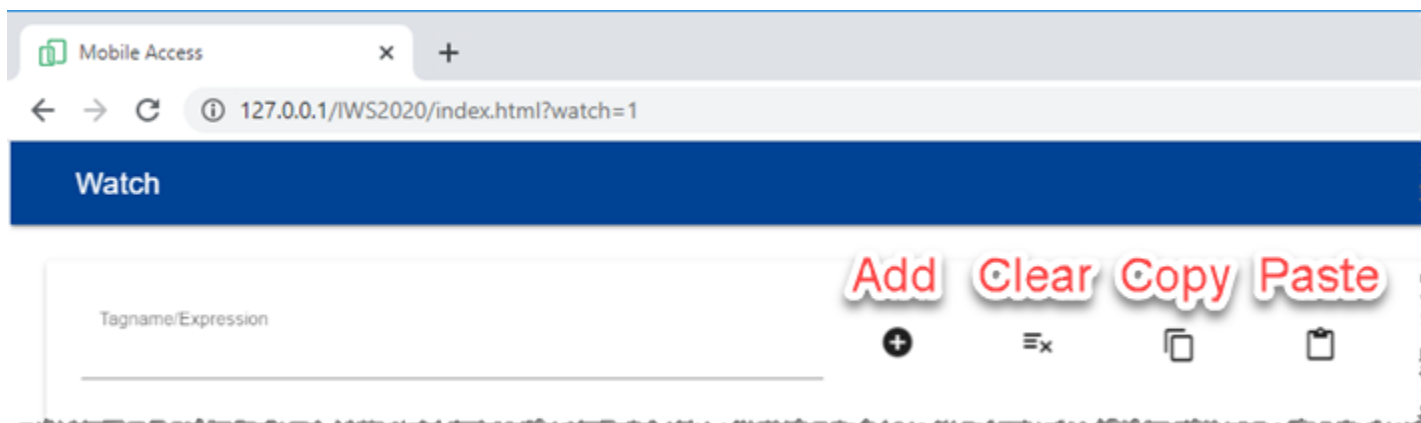 Mobile Access
127.0.0.1/IWS2020/index.html?watch=1
Watch
Add Clear Copy Paste
Tagname/Expression